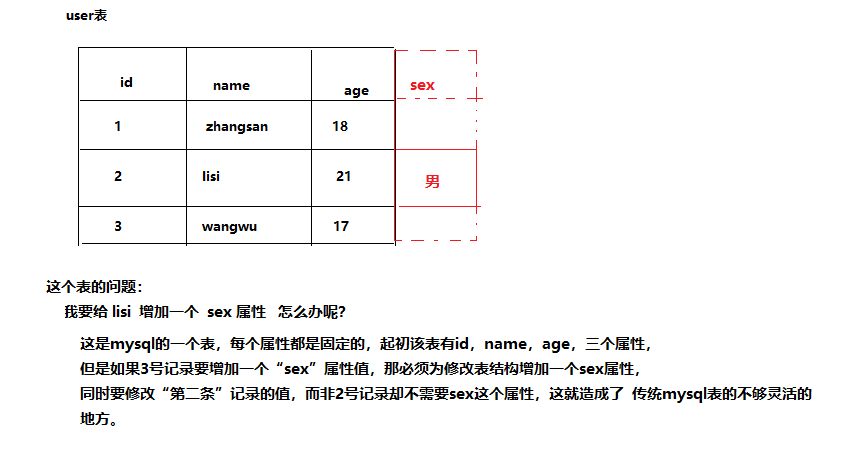 user表
id name age sex
1 zhangsan 18
2 lisi 21 男
3 wangwu 17
这个表的问题：
我要给 lisi 增加一个 sex 属性 怎么办呢？
这是mysql的一个表，每个属性都是固定的，起初该表有id，name，age，三个属性，
但是如果3号记录要增加一个“sex”属性值，那必须为修改表结构增加一个sex属性，
同时要修改“第二条”记录的值，而非2号记录却不需要sex这个属性，这就造成了 传统mysql表的不够灵活的
地方。